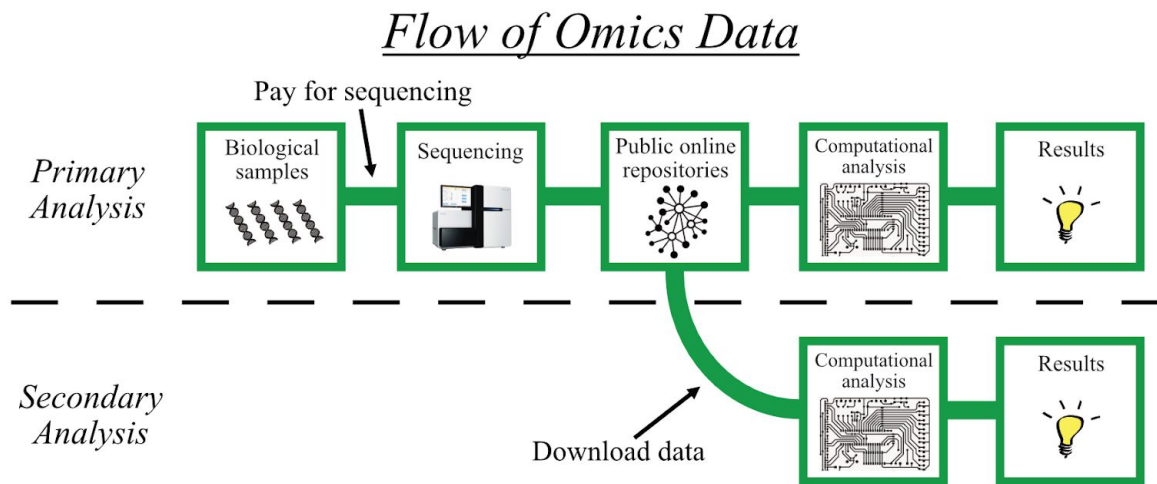 Flow of Omics Data
Pay for sequencing
Primary
Analysis
Biological
samples
Sequencing
Public online
repositories
Computational
analysis
Results
Secondary
Analysis
Download data
Computational
analysis
Results